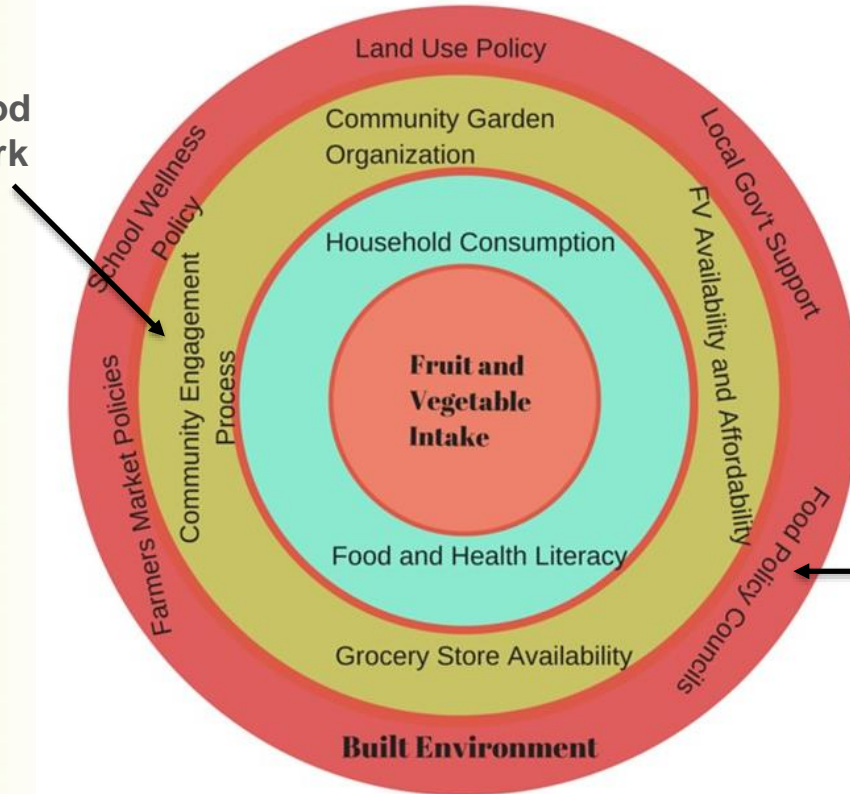 Land Use Policy
School Wellness
Policy
Local Gov't Support
Community Garden
Organization
FV Availability and Affordability
Household Consumption
Community Engagement
Process
Fruit and
Vegetable
Intake
Farmers Market Policies
Food and Health Literacy
Food Policy Councils
Grocery Store Availability
Built Environment